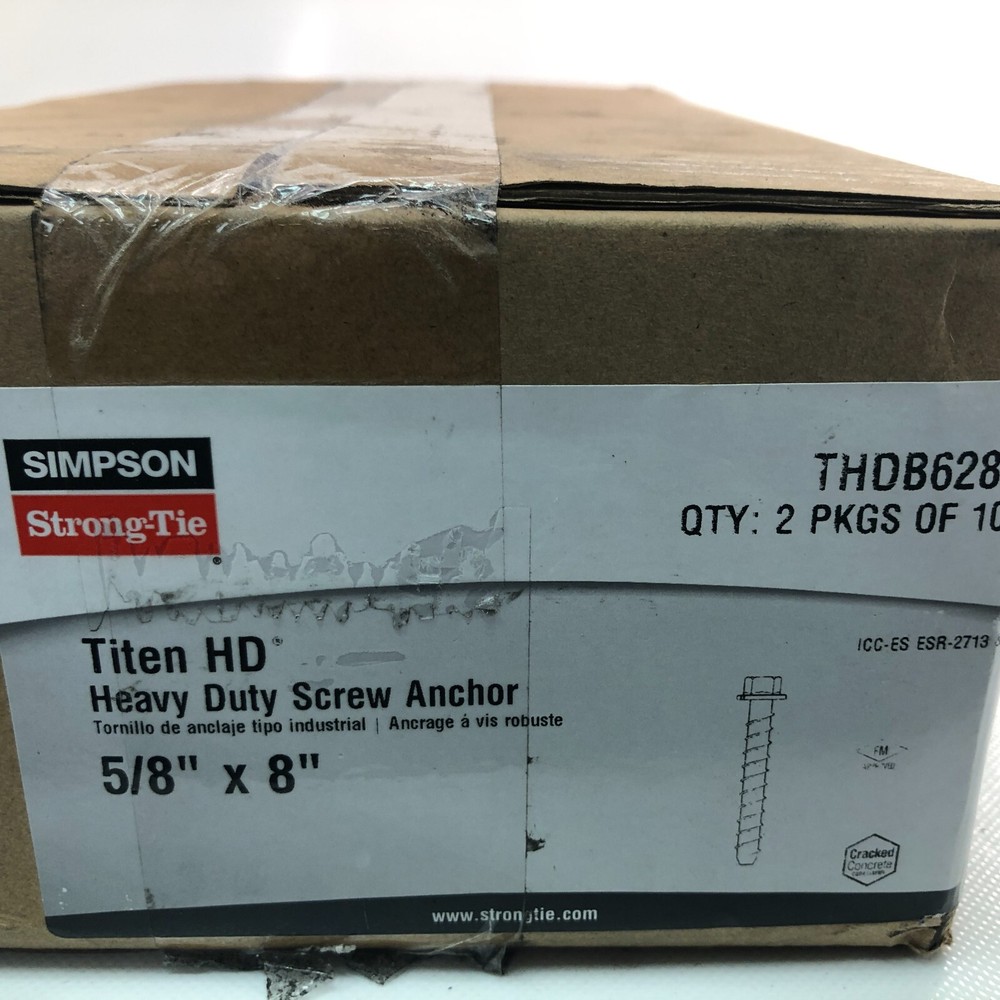 SIMPSON
Strong-Tie
®
THDB628
QTY: 2 PKGS OF 10
Titen HD®
Heavy Duty Screw Anchor
Tornillo de anclaje tipo industrial | Ancrage à vis robuste
5/8" x 8"
ICC-ES ESR-2713
FM
Cracked
Concrete
www.strongtie.com